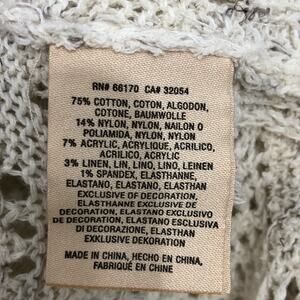 RN# 66170 CA# 32054
75% COTTON, COTON, ALGODON,
COTONE, BAUMWOLLE
14% NYLON, NYLON, NAILON O
POLIAMIDA, NYLON, NYLON
7% ACRYLIC, ACRYLIQUE, ACRILICO,
ACRILICO, ACRYLIC
3% LINEN, LIN, LINO, LINO, LEINEN
1% SPANDEX, ELASTHANNE,
ELASTANO, ELASTANO, ELASTHAN
EXCLUSIVE OF DECORATION,
ELASTHANNE EXCLUSIVE DE
DECORATION, ELASTANO EXCLUSIVO
DE DECORATION, ELASTANO ESCLUSIVA
DI DECORAZIONE, ELASTHAN
EXCLUSIVE DEKORATION
MADE IN CHINA, HECHO EN CHINA,
FABRIQUÉ EN CHINE